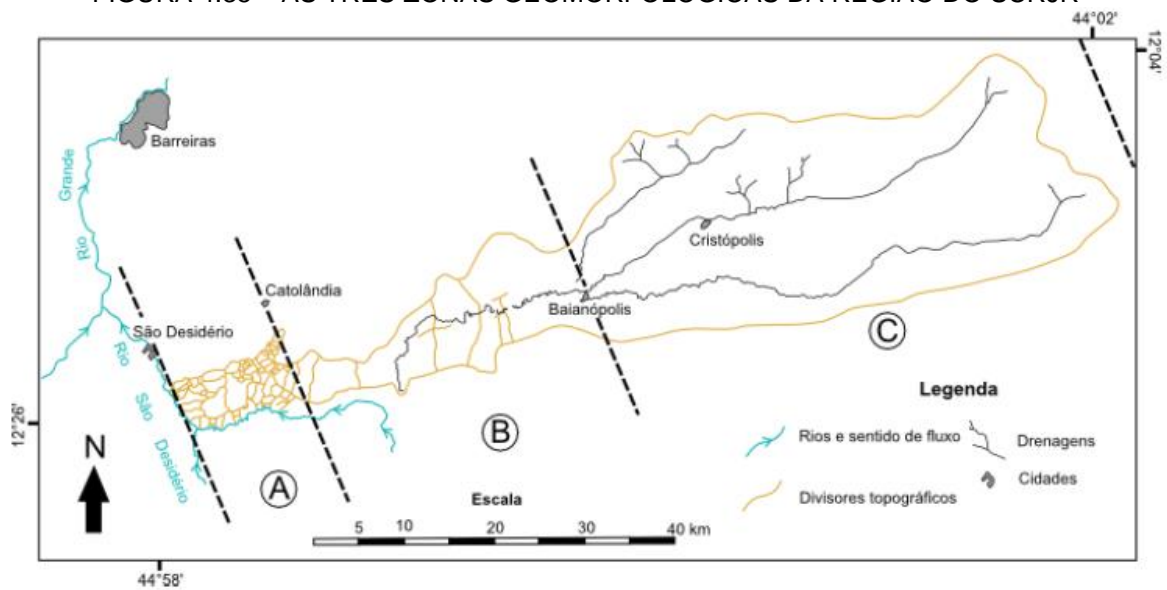 44°02'
12°04'
Barreiras
Rio Grande
Cristópolis
Catolândia
Baianópolis
São Desidério
Rio São Desidério
C
Legenda
12°26'
B
Rios e sentido de fluxo
Drenagens
N
A
Cidades
Escala
Divisores topográficos
5 10 20 30 40 km
44°58'